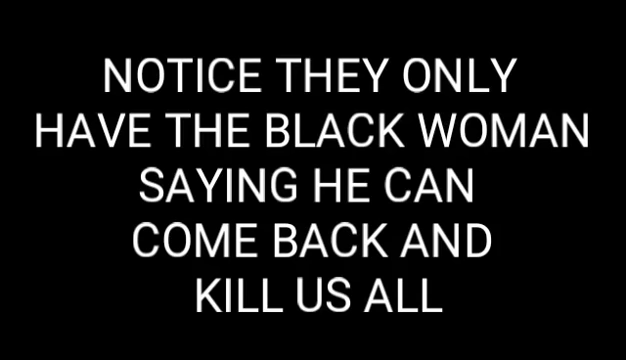 NOTICE THEY ONLY
HAVE THE BLACK WOMAN
SAYING HE CAN
COME BACK AND
KILL US ALL